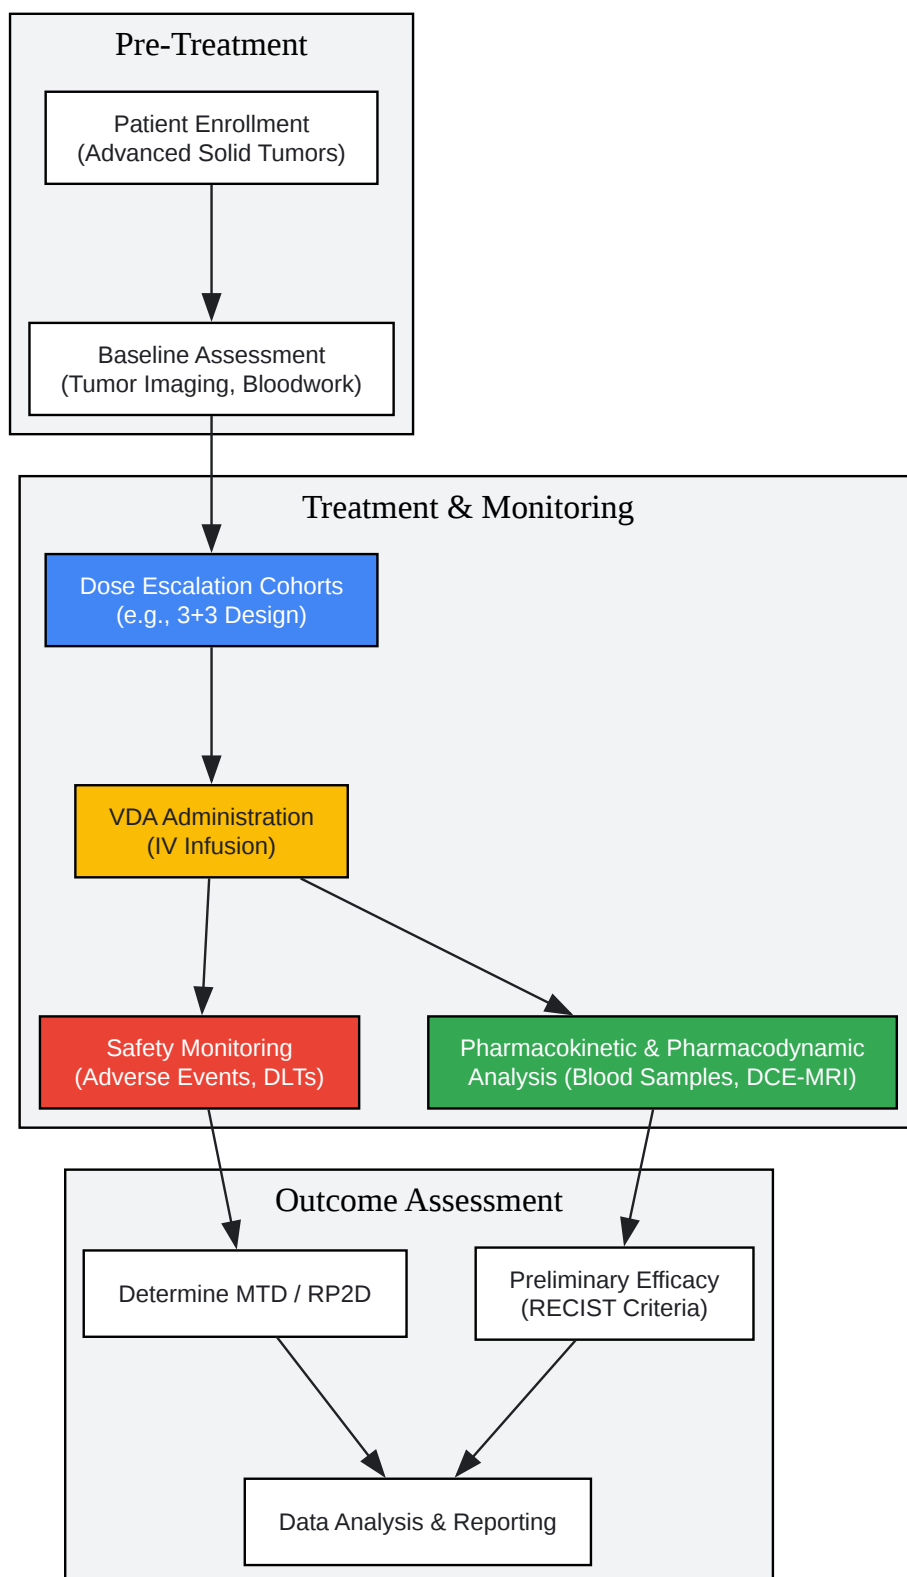 Pre-Treatment
Patient Enrollment
(Advanced Solid Tumors)
Baseline Assessment
(Tumor Imaging, Bloodwork)
Treatment & Monitoring
Dose Escalation Cohorts
(e.g., 3+3 Design)
VDA Administration
(IV Infusion)
Safety Monitoring
(Adverse Events, DLTs)
Pharmacokinetic & Pharmacodynamic
Analysis (Blood Samples, DCE-MRI)
Outcome Assessment
Determine MTD / RP2D
Preliminary Efficacy
(RECIST Criteria)
Data Analysis & Reporting